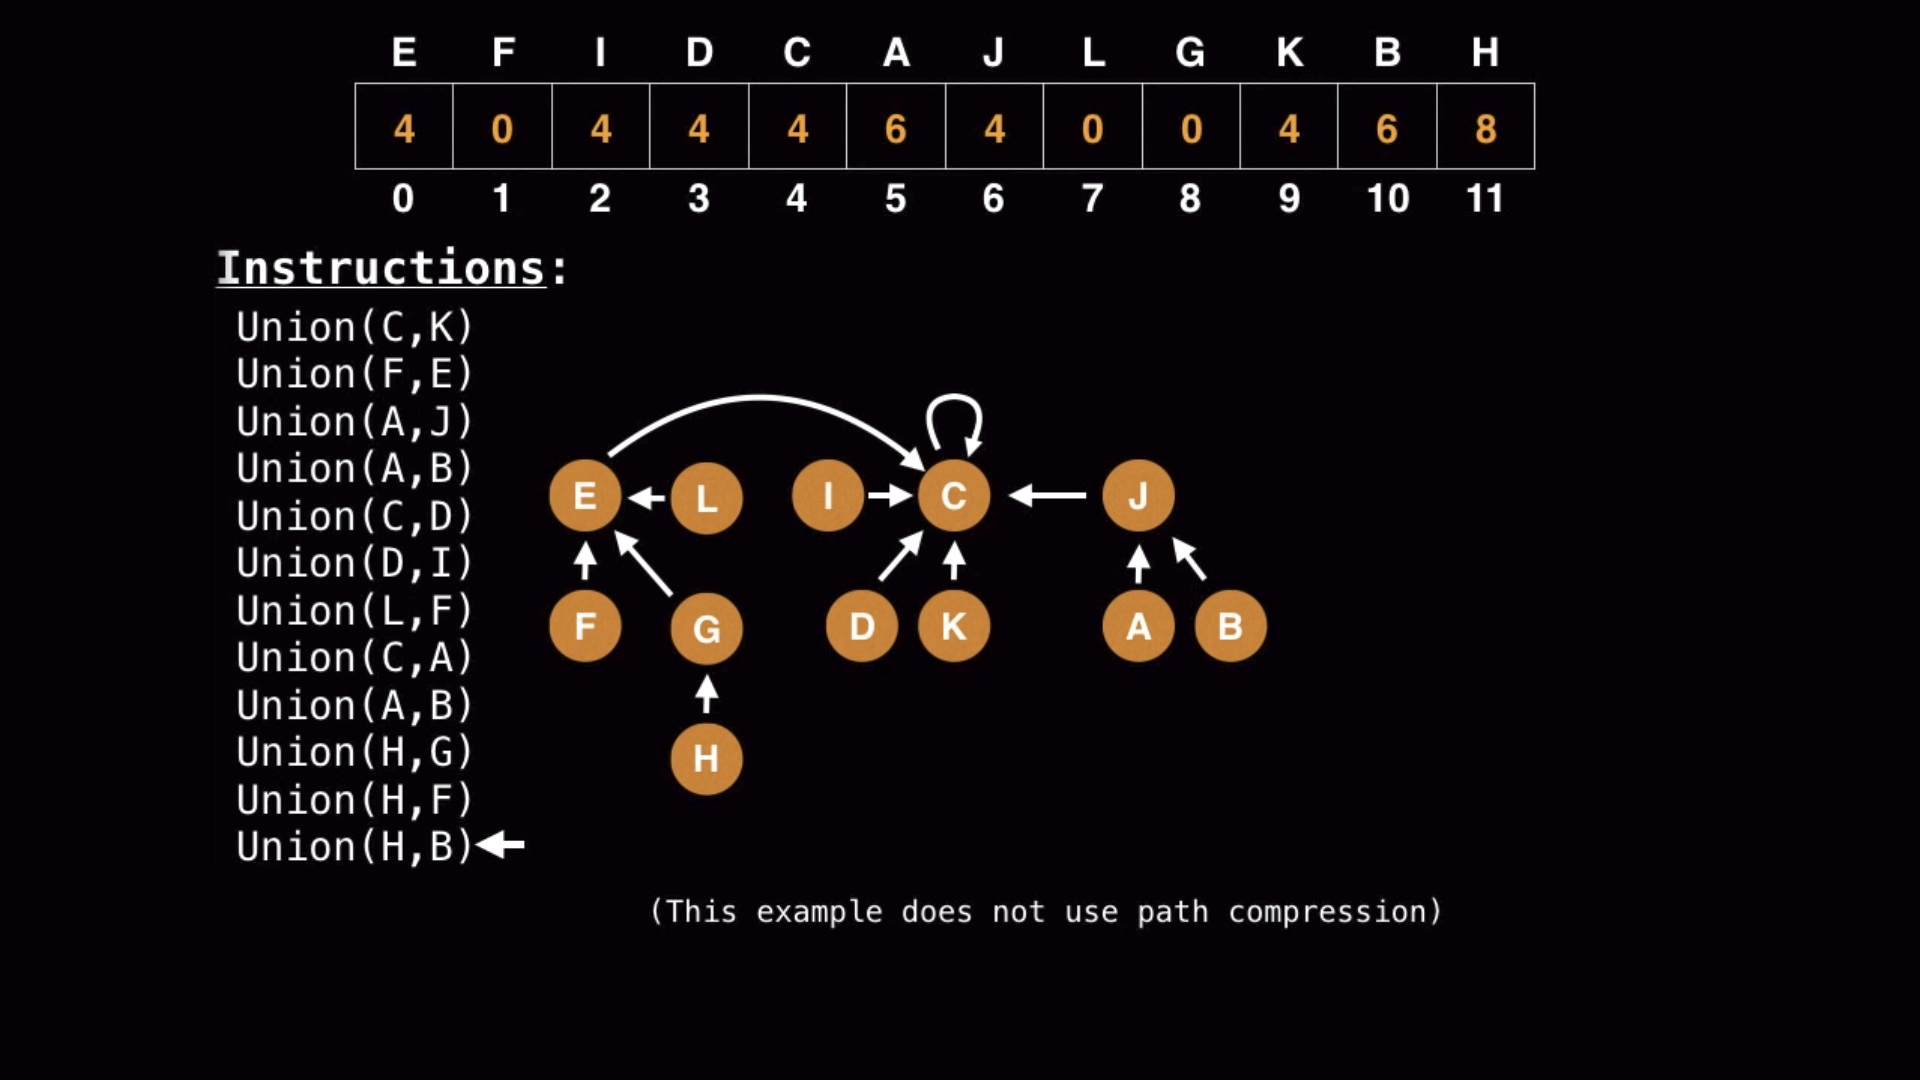 E F I D C A J L G K B H
4 0 4 4 4 6 4 0 0 4 6 8
0 1 2 3 4 5 6 7 8 9 10 11
Instructions:
Union(C,K)
Union(F,E)
Union(A,J)
Union(A,B)
Union(C,D)
Union(D,I)
Union(L,F)
Union(C,A)
Union(A,B)
Union(H,G)
Union(H,F)
Union(H,B)
E L I C J
F G D K A B
H
(This example does not use path compression)